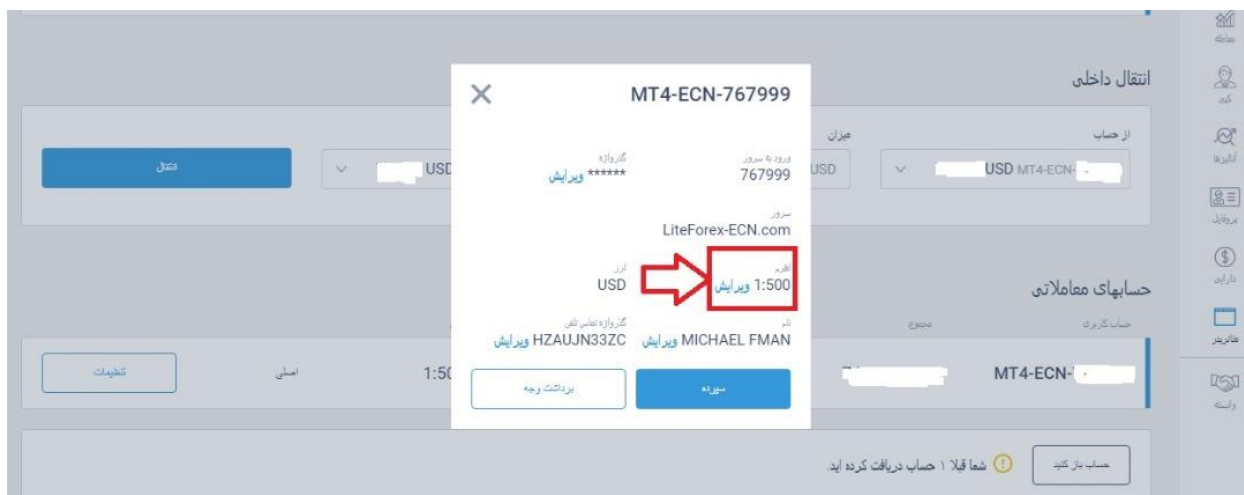 معامله
کپی
آنالیزها
پروفایل
دارایی
متاتریدر
وابسته
انتقال داخلی
از حساب
میزان
USD MT4-ECN-
USD
USD
انتقال
MT4-ECN-767999
ورود به سرور
گذرواژه
767999
****** ویرایش
سرور
LiteForex-ECN.com
اهرم
ارز
1:500 ویرایش
USD
نام
گذرواژه تماس تلفن
MICHAEL FMAN ویرایش
HZAUJN33ZC ویرایش
سپرده
برداشت وجه
حسابهای معاملاتی
حساب کاربری
مجموع
MT4-ECN-
1:50
اصلی
تنظیمات
حساب باز کنید
شما قبلا ۱ حساب دریافت کرده اید.